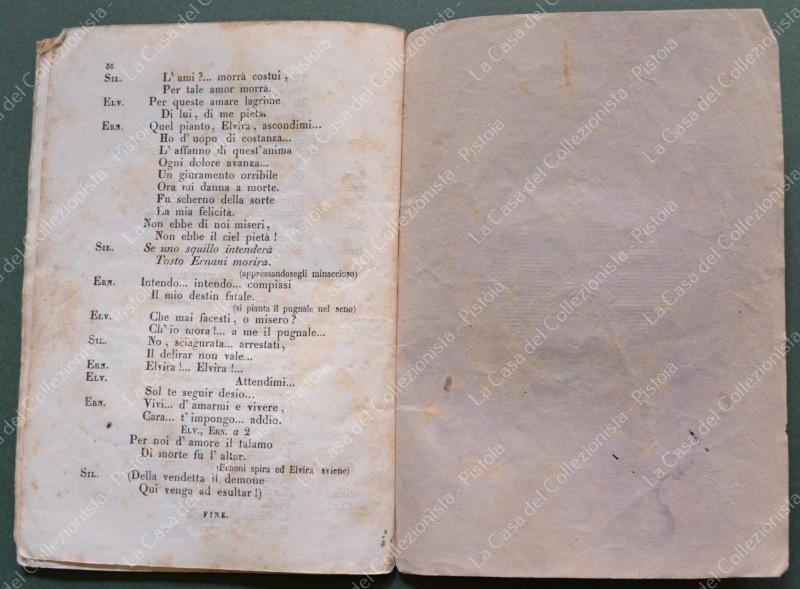 36
SIL. L' ami?... morrà costui,
Per tale amor morrà.
ELV. Per queste amare lagrime
Di lui, di me pietà.
ERN. Quel pianto, Elvira, ascondimi...
Ho d' uopo di costanza...
L' affanno di quest'anima
Ogni dolore avanza...
Un giuramento orribile
Ora mi danna a morte.
Fu scherno della sorte
La mia felicità.
Non ebbe di noi miseri,
Non ebbe il ciel pietà!
SIL. Se uno squillo intenderà
Tosto Ernani morirà.
(appressandosegli minaccioso)
ERN. Intendo... intendo... compiasi
Il mio destin fatale.
(si pianta il pugnale nel seno)
ELV. Che mai facesti, o misero?
Ch' io mora!... a me il pugnale...
SIL. No, sciagurata... arrestati,
Il delirar non vale...
ERN. Elvira!... Elvira!...
ELV. Attendimi...
Sol te seguir desio...
ERN. Vivi... d' amarmi e vivere,
Cara... t' impongo... addio.
ELV., ERN. a 2
Per noi d' amore il talamo
Di morte fu l' altar.
(Ernani spira ed Elvira sviene)
SIL. (Della vendetta il demone
Qui venga ad esultar!)
FINE.
La Casa del Collezionista - Pistoia